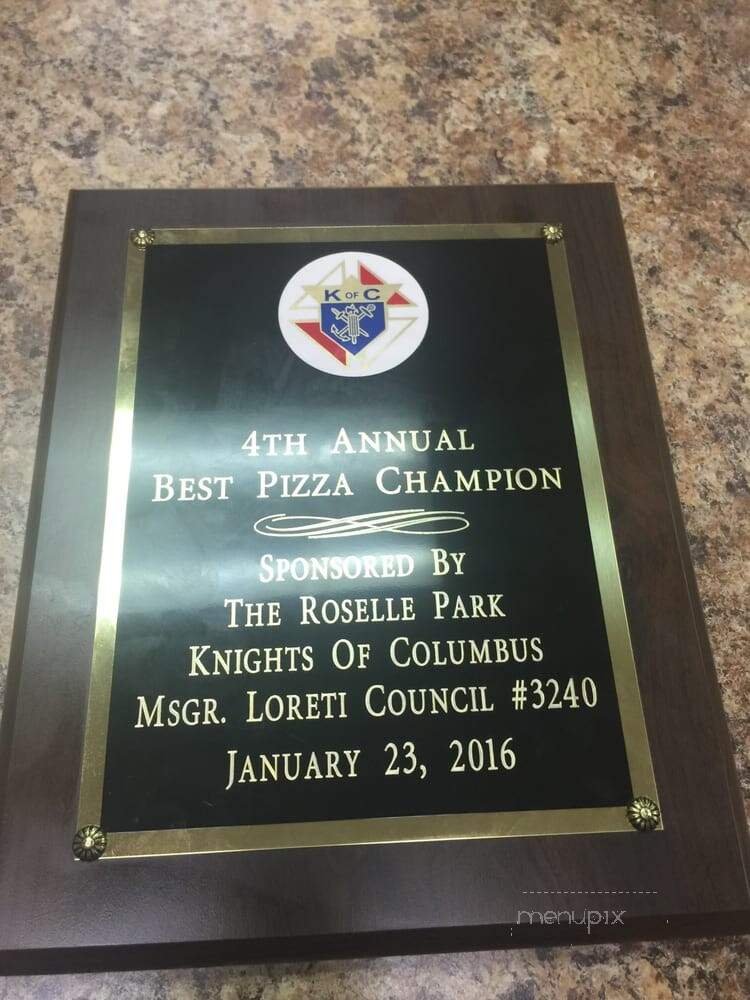 K OF C
4TH ANNUAL
BEST PIZZA CHAMPION
SPONSORED BY
THE ROSELLE PARK
KNIGHTS OF COLUMBUS
MSGR. LORETI COUNCIL #3240
JANUARY 23, 2016
menupix